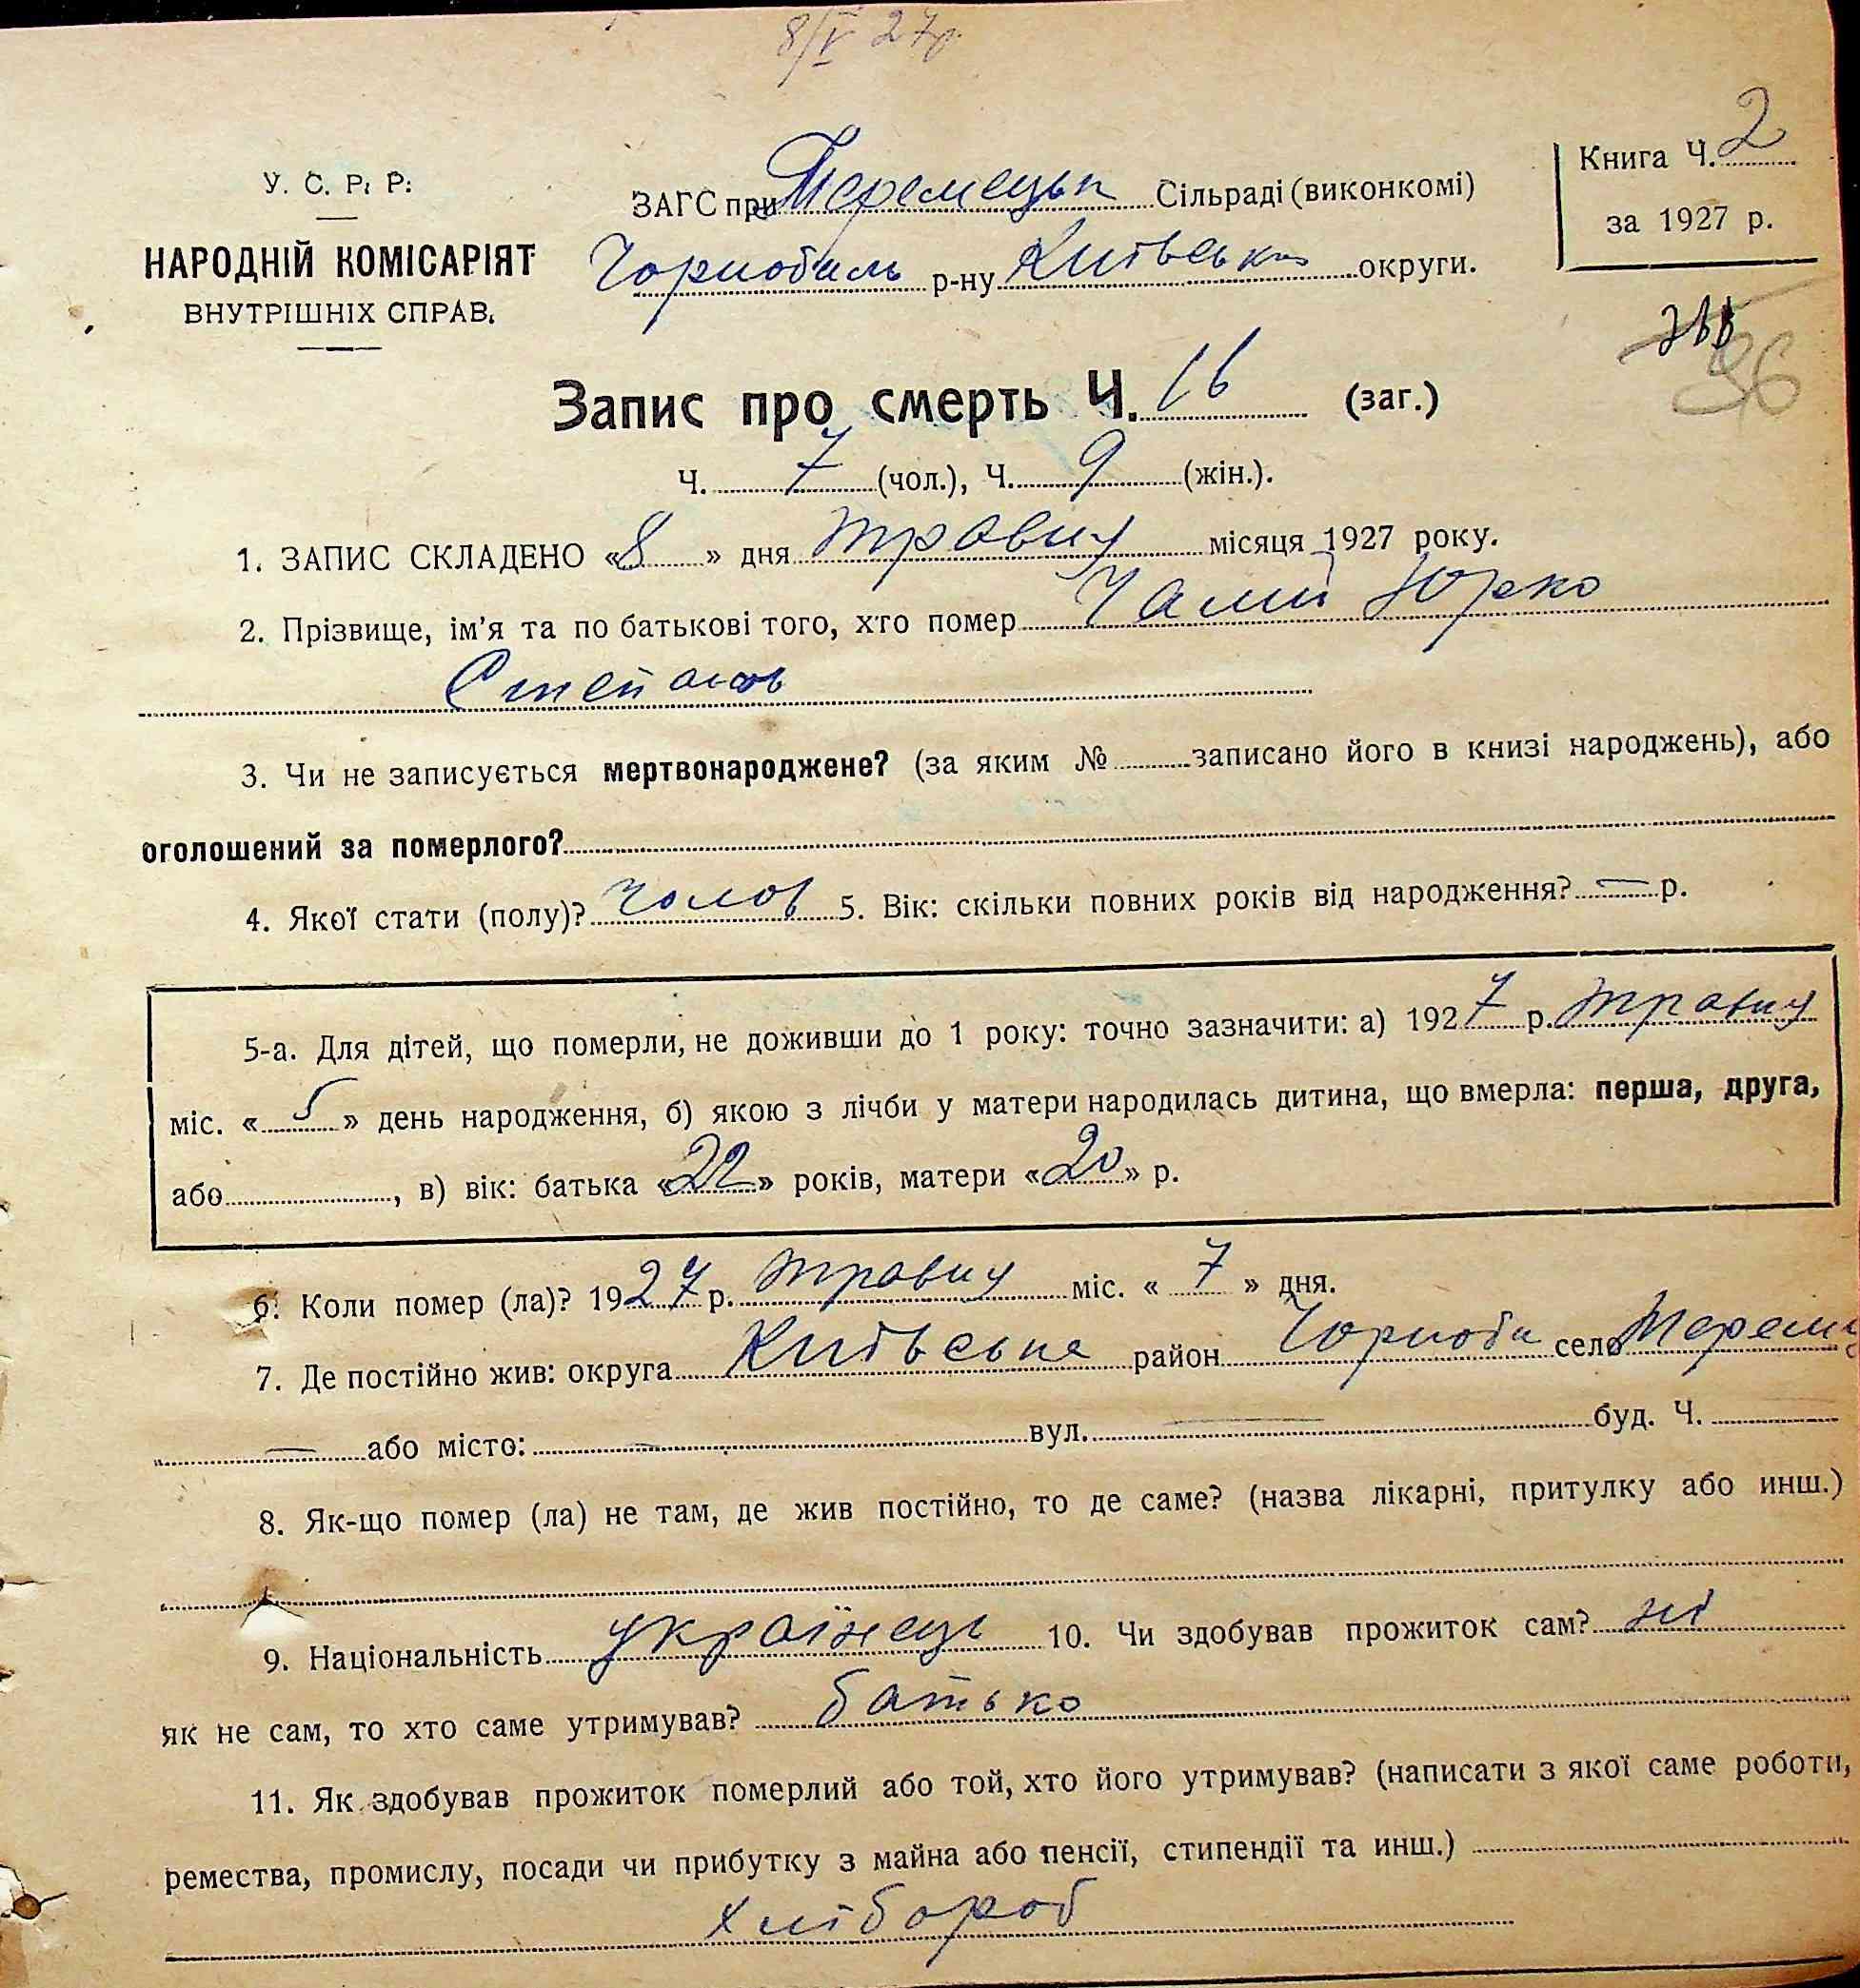 8/V 27р.
Книга Ч. 2
за 1927 р.
У. С. Р. Р.
НАРОДНІЙ КОМІСАРІЯТ
ВНУТРІШНІХ СПРАВ.
ЗАГС при Теремецьк Сільраді (виконкомі)
Чорнобиль р-ну Київськ округи.
96
Запис про смерть Ч. 16 (заг.)
Ч. 7 (чол.), Ч. 9 (жін.).
1. ЗАПИС СКЛАДЕНО «8» дня травну місяця 1927 року.
2. Прізвище, ім'я та по батькові того, хто помер Чалий Юрко
Степанов
3. Чи не записується мертвонароджене? (за яким № записано його в книзі народжень), або
оголошений за померлого?
4. Якої стати (полу)? чолов 5. Вік: скільки повних років від народження? — р.
5-а. Для дітей, що померли, не доживши до 1 року: точно зазначити: а) 1927 р. травну
міс. «5» день народження, б) якою з лічби у матери народилась дитина, що вмерла: перша, друга,
або , в) вік: батька «22» років, матери «20» р.
6. Коли помер (ла)? 1927 р. травну міс. «7» дня.
7. Де постійно жив: округа Київська район Чорноби село Теремц
— або місто: — вул. — буд. Ч.
8. Як-що помер (ла) не там, де жив постійно, то де саме? (назва лікарні, притулку або инш.)
9. Національність українець 10. Чи здобував прожиток сам? ні
як не сам, то хто саме утримував? батько
11. Як здобував прожиток померлий або той, хто його утримував? (написати з якої саме роботи,
ремества, промислу, посади чи прибутку з майна або пенсії, стипендії та инш.)
хлібороб